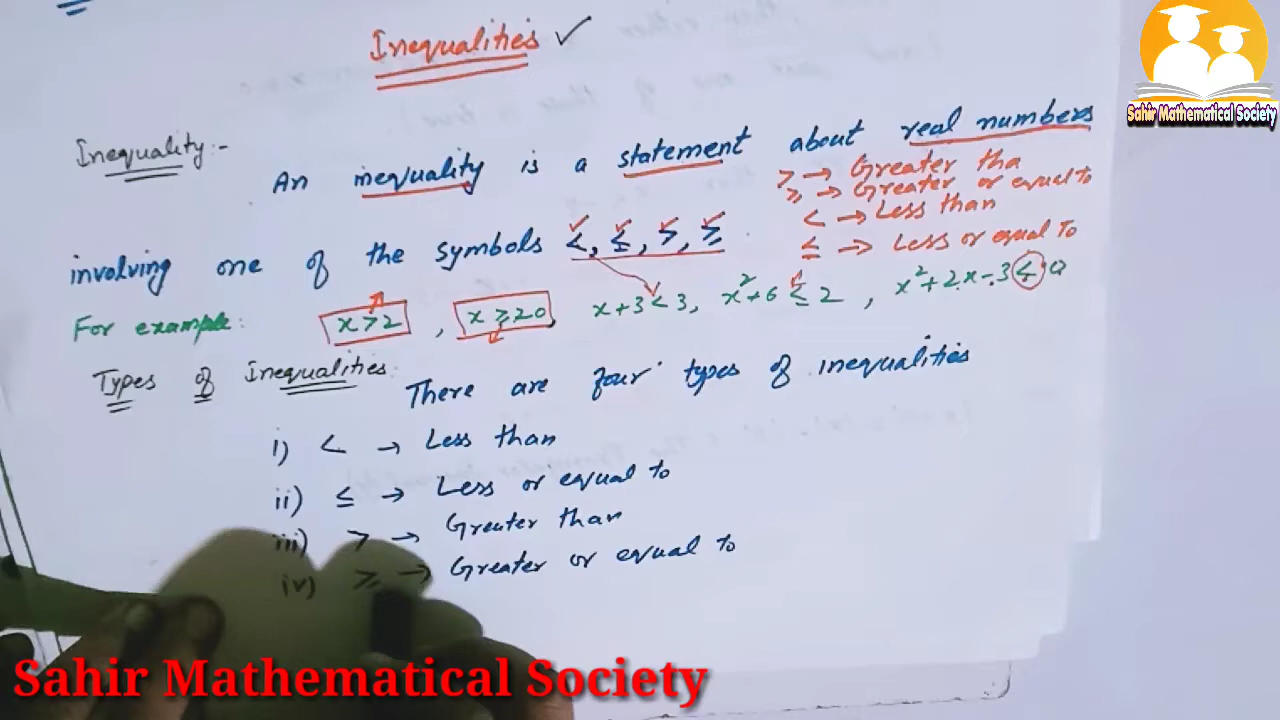 Inequalities ✓
Sahir Mathematical Society
Inequality:-
An inequality is a statement about real numbers
> → Greater tha
≥ → Greater or equal to
< → Less than
≤ → Less or equal to
involving one of the symbols <, ≤, >, ≥
For example: x > 2, x ≥ 20, x+3 < 3, x²+6 ≤ 2, x²+2x-3 < 0
Types of Inequalities:
There are four types of inequalities
i) < → Less than
ii) ≤ → Less or equal to
iii) > → Greater than
iv) ≥ → Greater or equal to
Sahir Mathematical Society